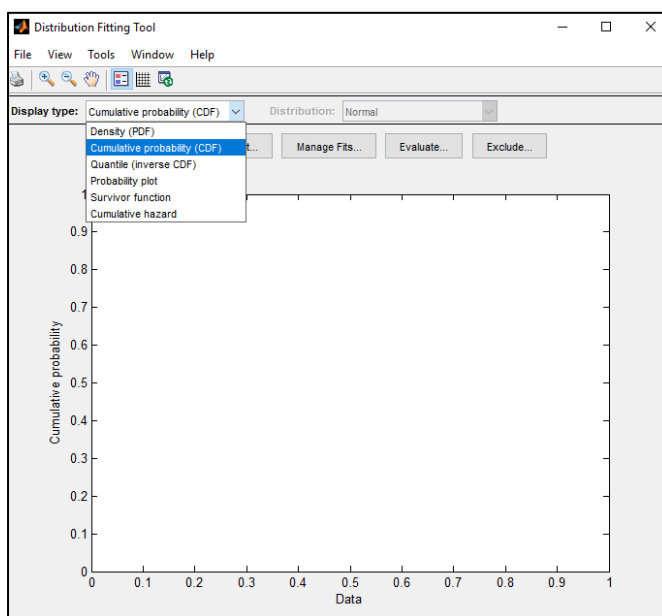 Distribution Fitting Tool
File View Tools Window Help
Display type: Cumulative probability (CDF) Distribution: Normal
Density (PDF)
Cumulative probability (CDF)
Quantile (inverse CDF)
Probability plot
Survivor function
Cumulative hazard
t... Manage Fits... Evaluate... Exclude...
1
0.9
0.8
0.7
0.6
0.5
0.4
0.3
0.2
0.1
0
Cumulative probability
0 0.1 0.2 0.3 0.4 0.5 0.6 0.7 0.8 0.9 1
Data